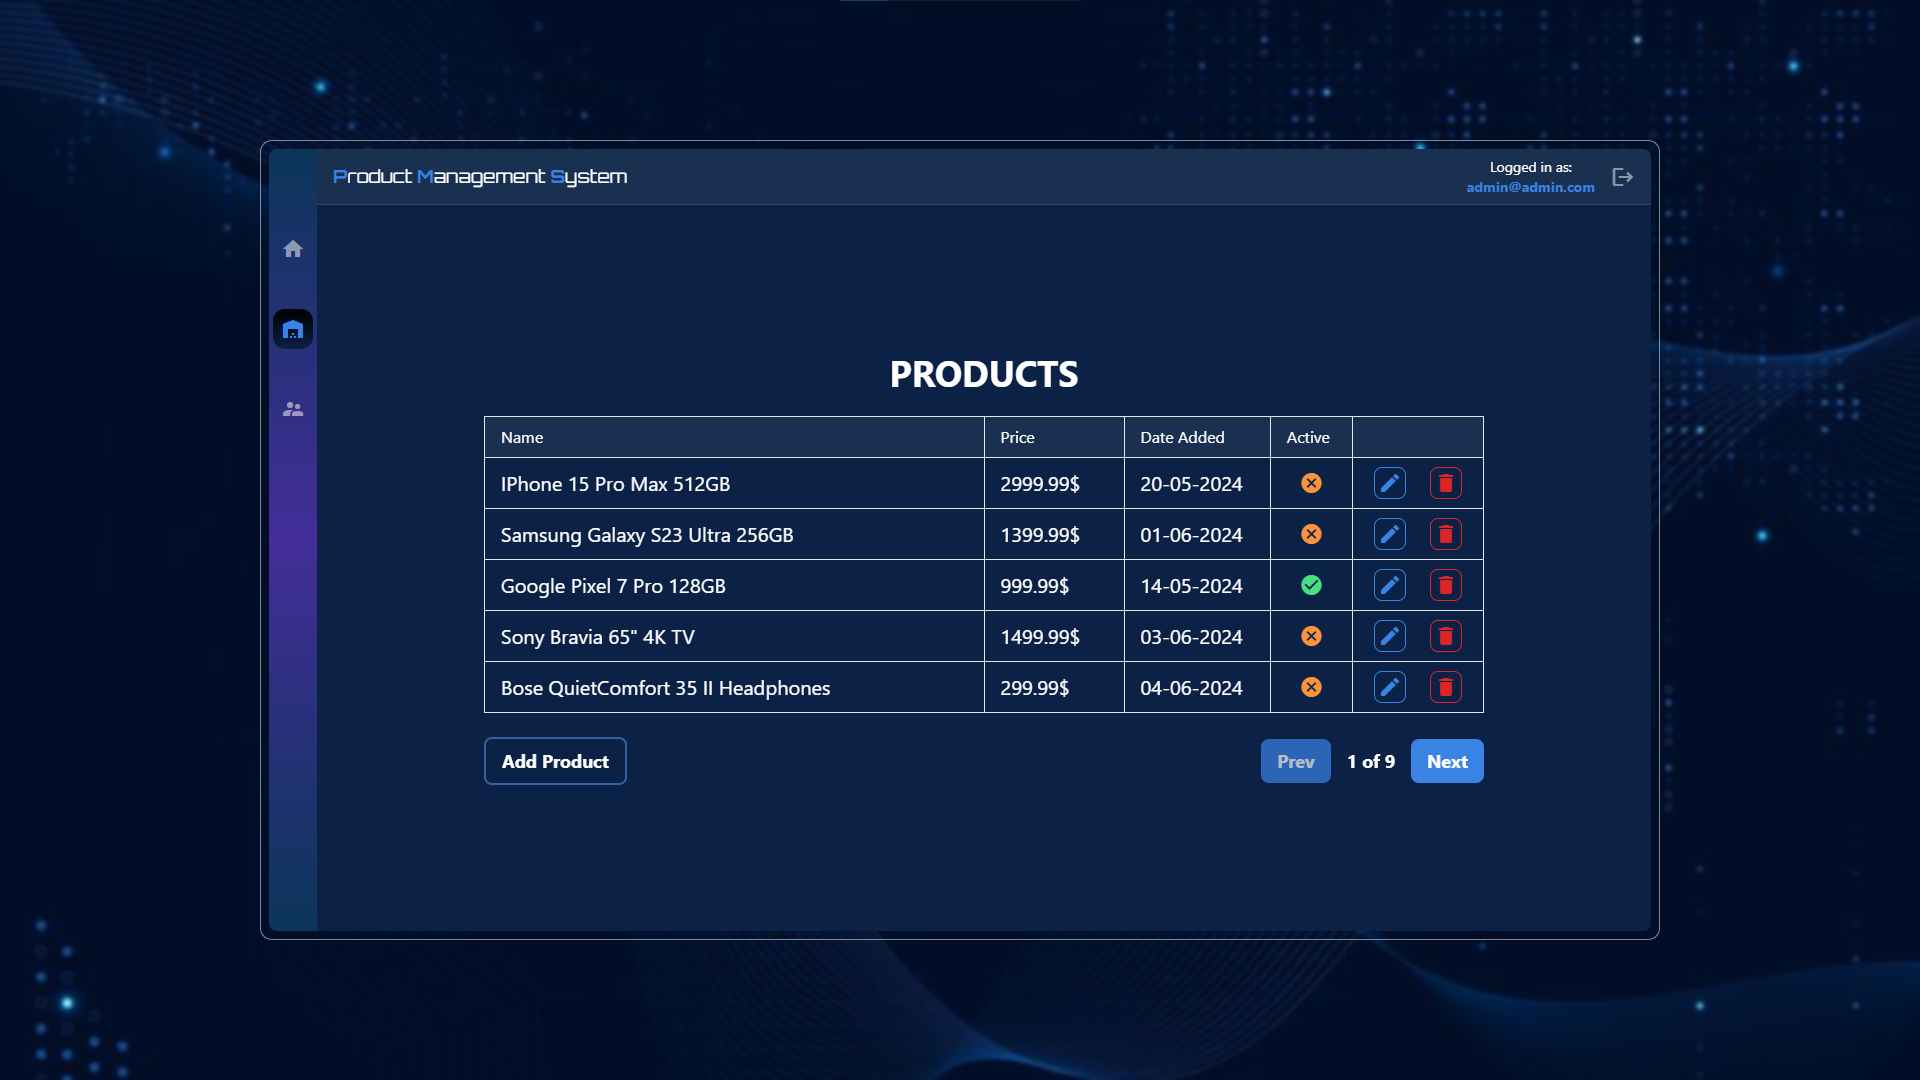 Product Management System
Logged in as:
admin@admin.com
PRODUCTS
Name Price Date Added Active
IPhone 15 Pro Max 512GB 2999.99$ 20-05-2024
Samsung Galaxy S23 Ultra 256GB 1399.99$ 01-06-2024
Google Pixel 7 Pro 128GB 999.99$ 14-05-2024
Sony Bravia 65" 4K TV 1499.99$ 03-06-2024
Bose QuietComfort 35 II Headphones 299.99$ 04-06-2024
Add Product Prev 1 of 9 Next